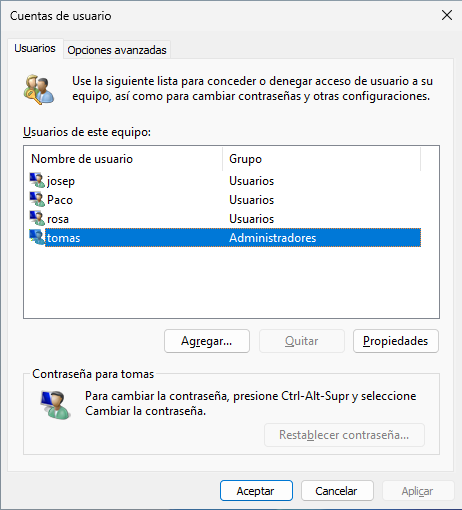 Cuentas de usuario
Usuarios Opciones avanzadas
Use la siguiente lista para conceder o denegar acceso de usuario a su
equipo, así como para cambiar contraseñas y otras configuraciones.
Usuarios de este equipo:
Nombre de usuario Grupo
josep Usuarios
Paco Usuarios
rosa Usuarios
tomas Administradores
Agregar... Quitar Propiedades
Contraseña para tomas
Para cambiar la contraseña, presione Ctrl-Alt-Supr y seleccione
Cambiar la contraseña.
Restablecer contraseña...
Aceptar Cancelar Aplicar